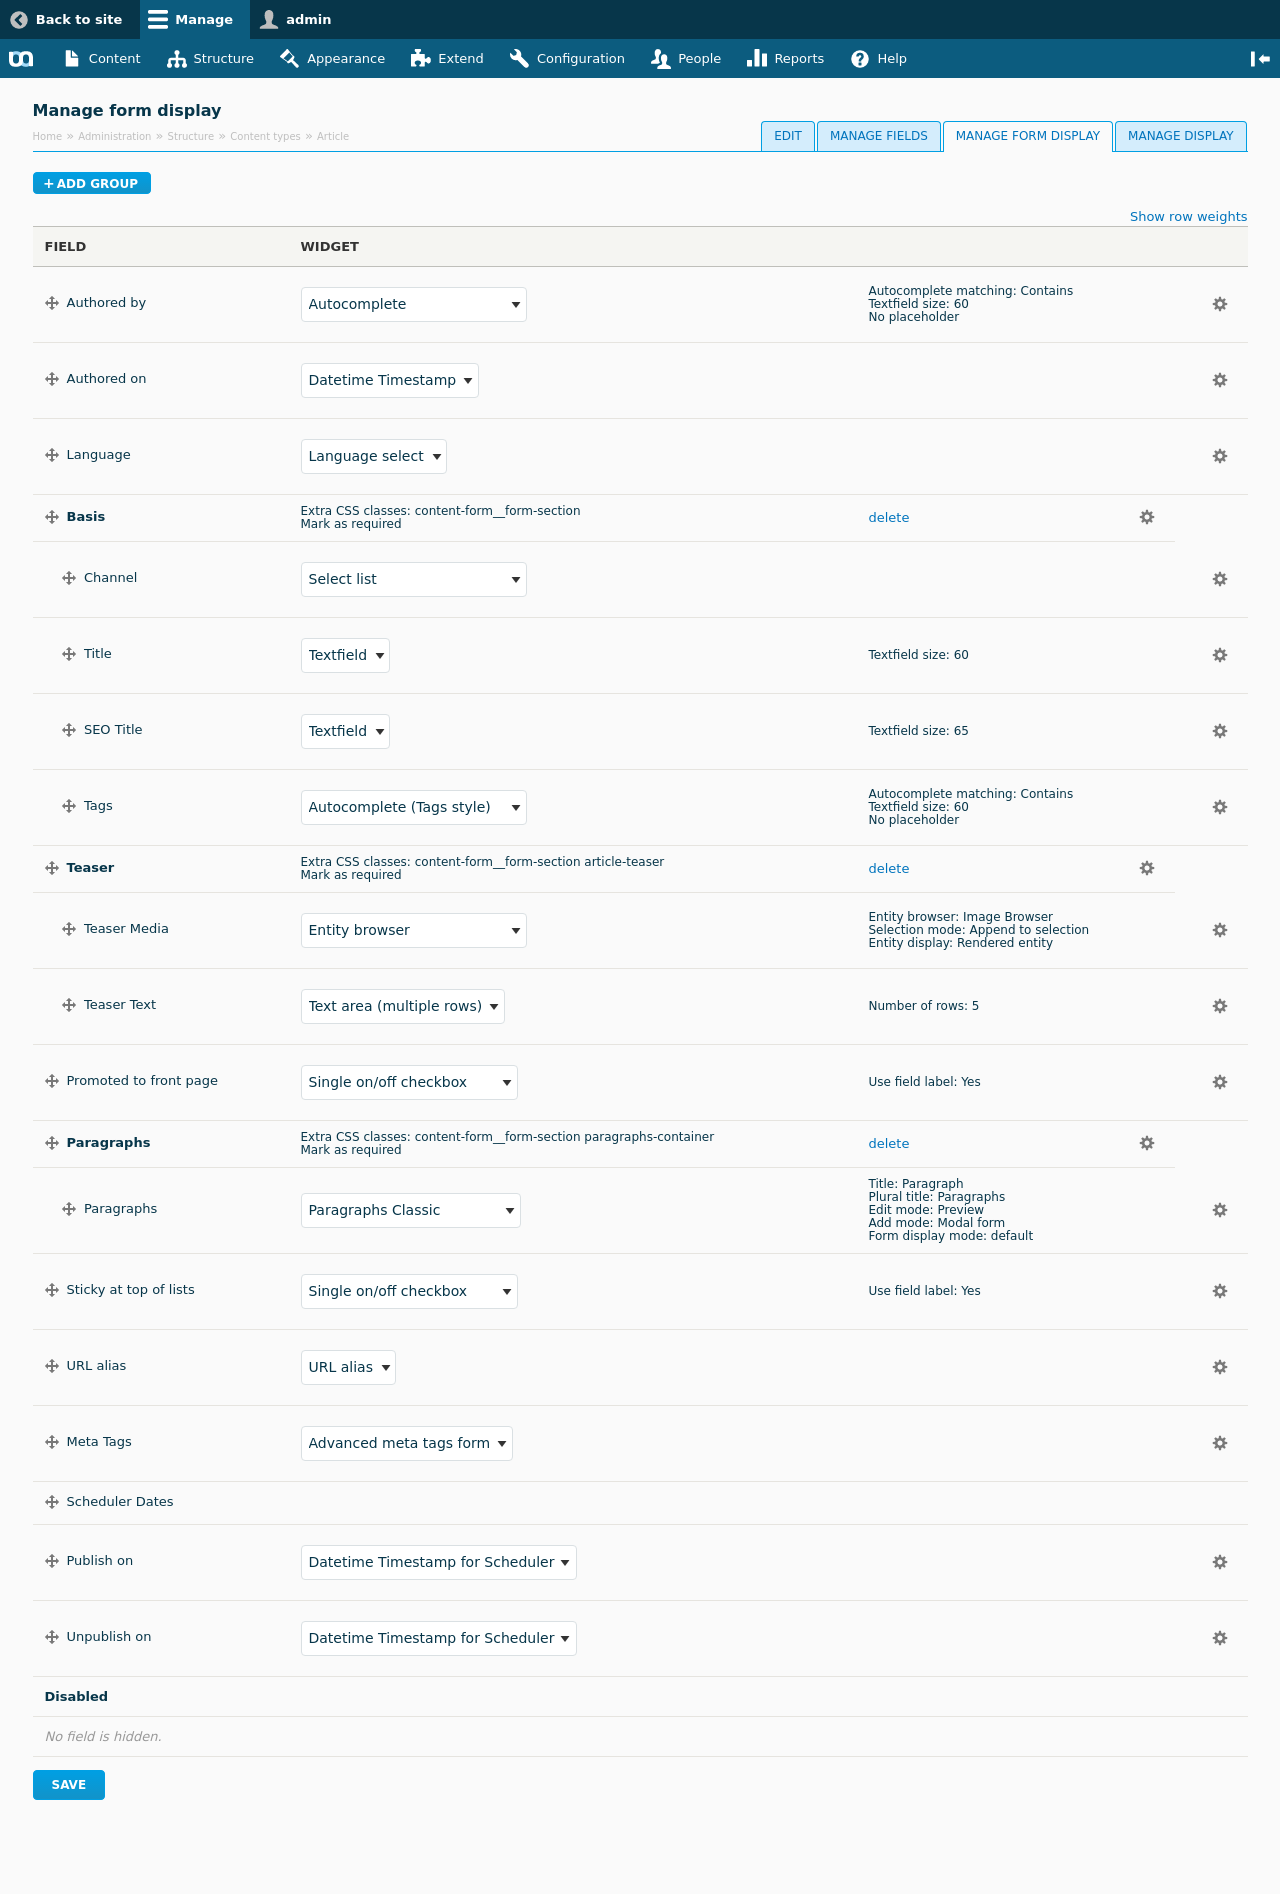 Back to site Manage admin
Content Structure Appearance Extend Configuration People Reports Help
Manage form display
Home » Administration » Structure » Content types » Article
EDIT MANAGE FIELDS MANAGE FORM DISPLAY MANAGE DISPLAY
+ ADD GROUP
Show row weights
FIELD WIDGET
Authored by Autocomplete
Autocomplete matching: Contains
Textfield size: 60
No placeholder
Authored on Datetime Timestamp
Language Language select
Basis
Extra CSS classes: content-form__form-section
Mark as required
delete
Channel Select list
Title Textfield Textfield size: 60
SEO Title Textfield Textfield size: 65
Tags Autocomplete (Tags style)
Autocomplete matching: Contains
Textfield size: 60
No placeholder
Teaser
Extra CSS classes: content-form__form-section article-teaser
Mark as required
delete
Teaser Media Entity browser
Entity browser: Image Browser
Selection mode: Append to selection
Entity display: Rendered entity
Teaser Text Text area (multiple rows) Number of rows: 5
Promoted to front page Single on/off checkbox Use field label: Yes
Paragraphs
Extra CSS classes: content-form__form-section paragraphs-container
Mark as required
delete
Paragraphs Paragraphs Classic
Title: Paragraph
Plural title: Paragraphs
Edit mode: Preview
Add mode: Modal form
Form display mode: default
Sticky at top of lists Single on/off checkbox Use field label: Yes
URL alias URL alias
Meta Tags Advanced meta tags form
Scheduler Dates
Publish on Datetime Timestamp for Scheduler
Unpublish on Datetime Timestamp for Scheduler
Disabled
No field is hidden.
SAVE